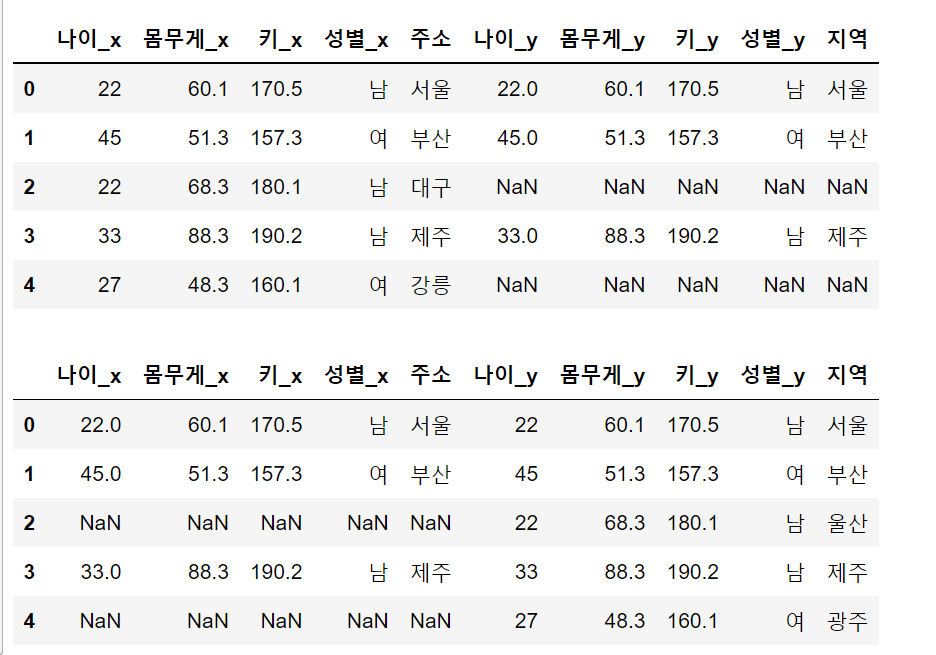 나이_x 몸무게_x 키_x 성별_x 주소 나이_y 몸무게_y 키_y 성별_y 지역
0 22 60.1 170.5 남 서울 22.0 60.1 170.5 남 서울
1 45 51.3 157.3 여 부산 45.0 51.3 157.3 여 부산
2 22 68.3 180.1 남 대구 NaN NaN NaN NaN NaN
3 33 88.3 190.2 남 제주 33.0 88.3 190.2 남 제주
4 27 48.3 160.1 여 강릉 NaN NaN NaN NaN NaN
나이_x 몸무게_x 키_x 성별_x 주소 나이_y 몸무게_y 키_y 성별_y 지역
0 22.0 60.1 170.5 남 서울 22 60.1 170.5 남 서울
1 45.0 51.3 157.3 여 부산 45 51.3 157.3 여 부산
2 NaN NaN NaN NaN NaN 22 68.3 180.1 남 울산
3 33.0 88.3 190.2 남 제주 33 88.3 190.2 남 제주
4 NaN NaN NaN NaN NaN 27 48.3 160.1 여 광주